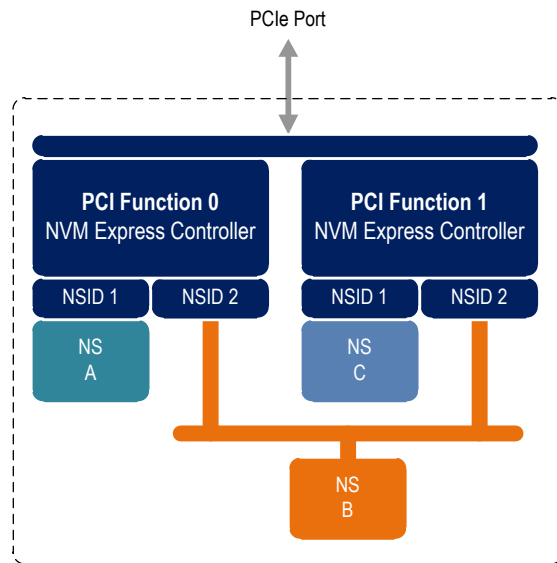 PCIe Port
PCI Function 0
NVM Express Controller
PCI Function 1
NVM Express Controller
NSID 1
NSID 2
NSID 1
NSID 2
NS
A
NS
C
NS
B